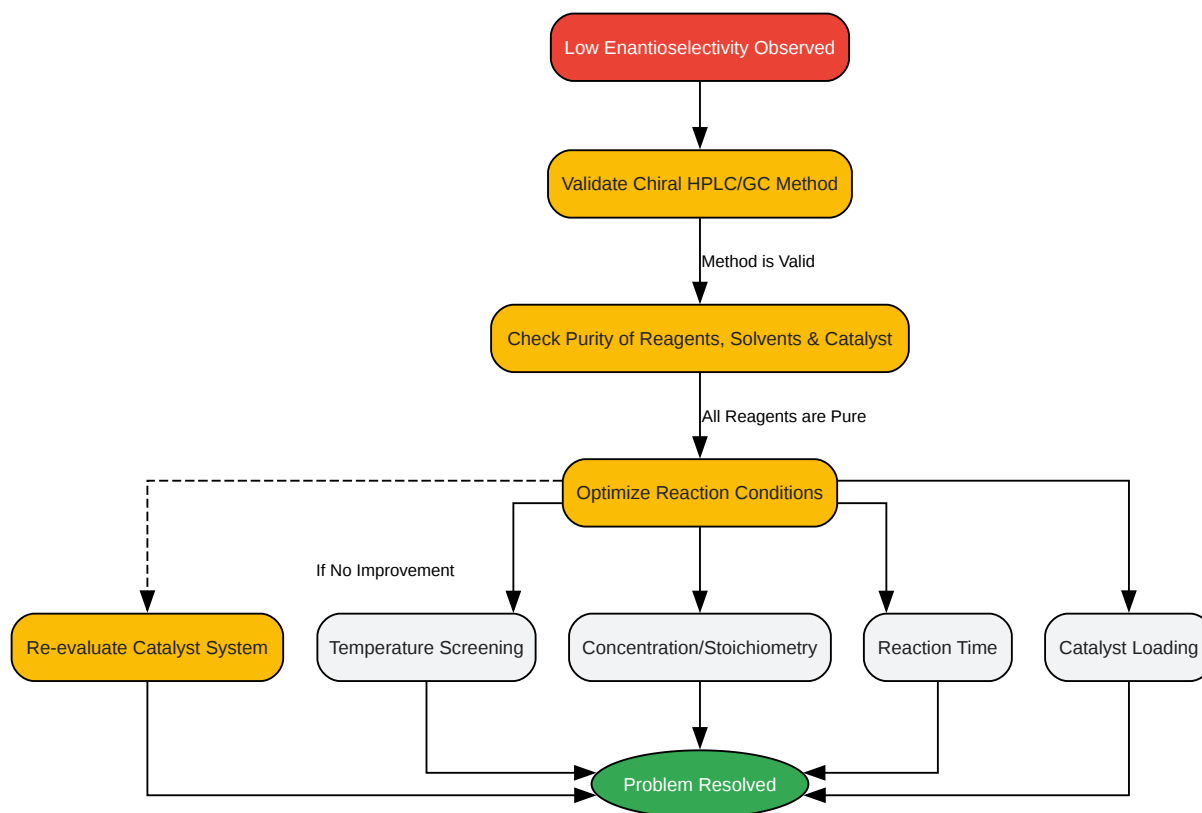 Low Enantioselectivity Observed
Validate Chiral HPLC/GC Method
Method is Valid
Check Purity of Reagents, Solvents & Catalyst
All Reagents are Pure
Optimize Reaction Conditions
If No Improvement
Re-evaluate Catalyst System
Temperature Screening
Concentration/Stoichiometry
Reaction Time
Catalyst Loading
Problem Resolved